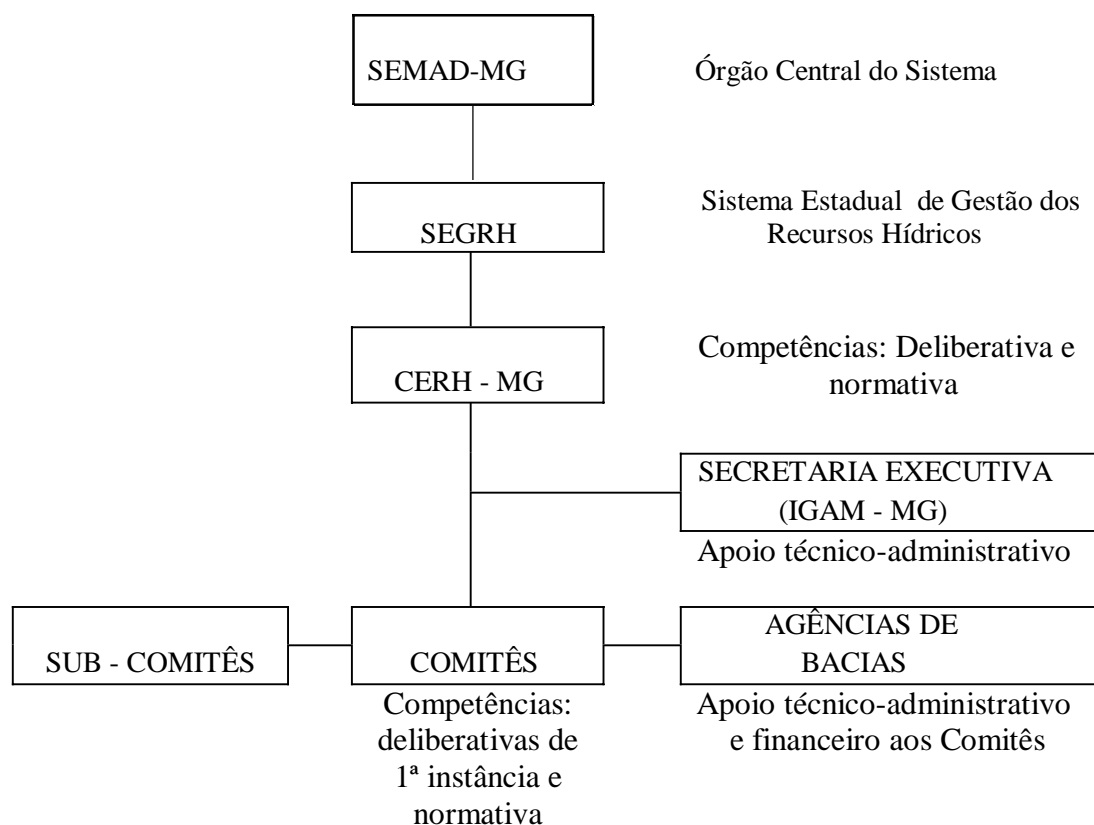 SEMAD-MG
Órgão Central do Sistema
SEGRH
Sistema Estadual de Gestão dos
Recursos Hídricos
CERH - MG
Competências: Deliberativa e
normativa
SECRETARIA EXECUTIVA
(IGAM - MG)
Apoio técnico-administrativo
SUB - COMITÊS
COMITÊS
Competências:
deliberativas de
1ª instância e
normativa
AGÊNCIAS DE
BACIAS
Apoio técnico-administrativo
e financeiro aos Comitês